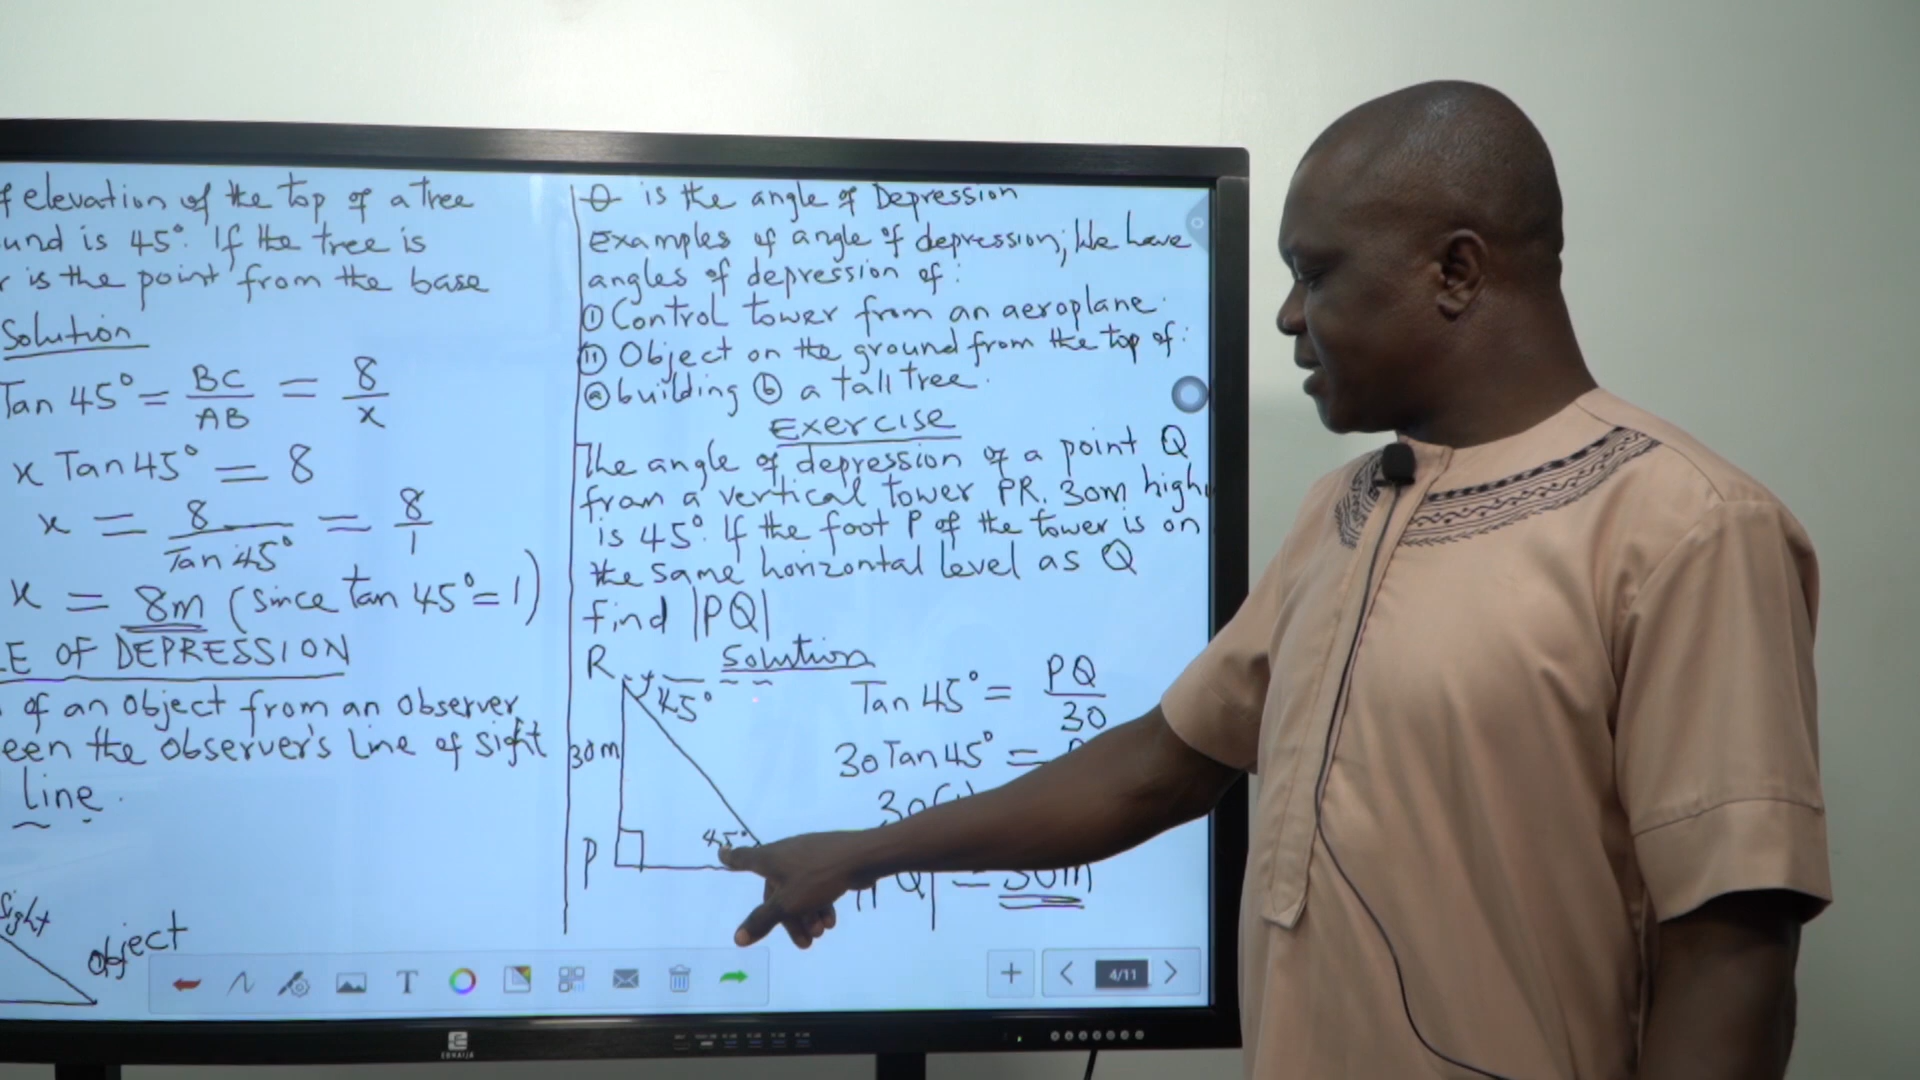 elevation of the top of a tree
und is 45°. If the tree is
r is the point from the base
Solution
Tan 45° = BC/AB = 8/x
x Tan 45° = 8
x = 8/Tan 45° = 8/1
x = 8m (since tan 45° = 1)
LE OF DEPRESSION
of an object from an observer
een the observer's line of sight
line.
sight
object
θ is the angle of Depression
Examples of angle of depression; We have
angles of depression of:
(i) Control tower from an aeroplane.
(ii) Object on the ground from the top of:
(a) building (b) a tall tree.
Exercise
The angle of depression of a point Q
from a vertical tower PR. 30m high,
is 45°. If the foot P of the tower is on
the same horizontal level as Q
find |PQ|
Solution
R
45°
30m
45°
P
Tan 45° = PQ/30
30 Tan 45° =
30(1)
|PQ| = 30m
T
4/11
EBNAIJA